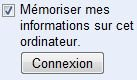 Mémoriser mes
informations sur cet
ordinateur.
Connexion